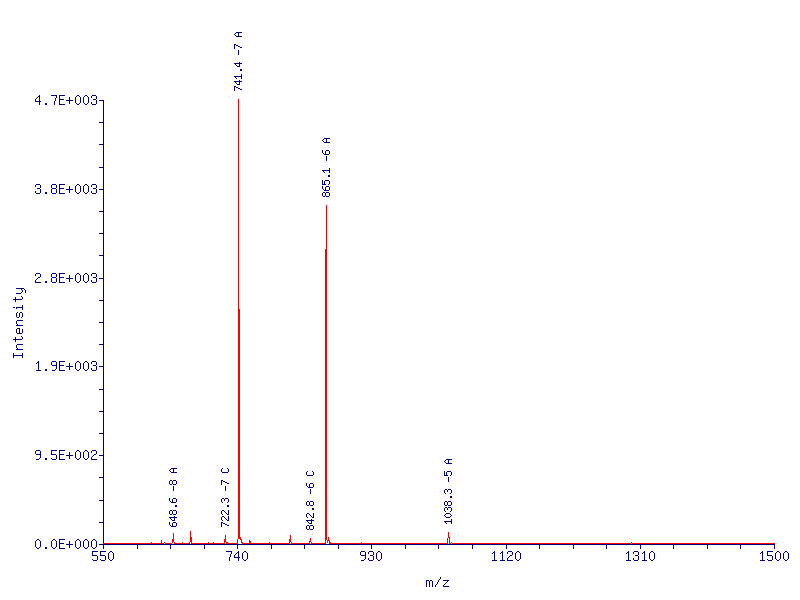 741.4 -7 A
4.7E+003
865.1 -6 A
3.8E+003
2.8E+003
Intensity
1.9E+003
9.5E+002
648.6 -8 A
722.3 -7 C
842.8 -6 C
1038.3 -5 A
0.0E+000
550 740 930 1120 1310 1500
m/z